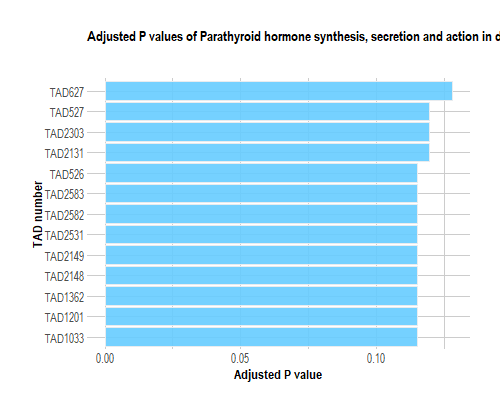 Adjusted P values of Parathyroid hormone synthesis, secretion and action in d
TAD627
TAD527
TAD2303
TAD2131
TAD526
TAD2583
TAD2582
TAD2531
TAD2149
TAD2148
TAD1362
TAD1201
TAD1033
TAD number
0.00
0.05
0.10
Adjusted P value